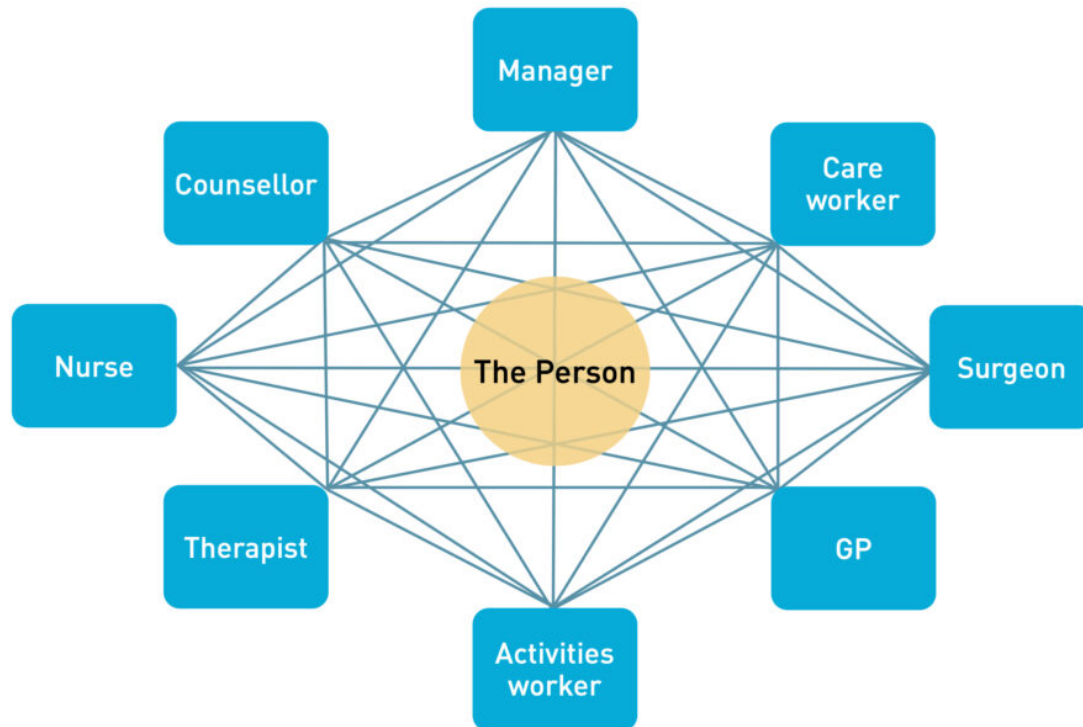 Manager
Counsellor
Care
worker
Nurse
The Person
Surgeon
Therapist
GP
Activities
worker